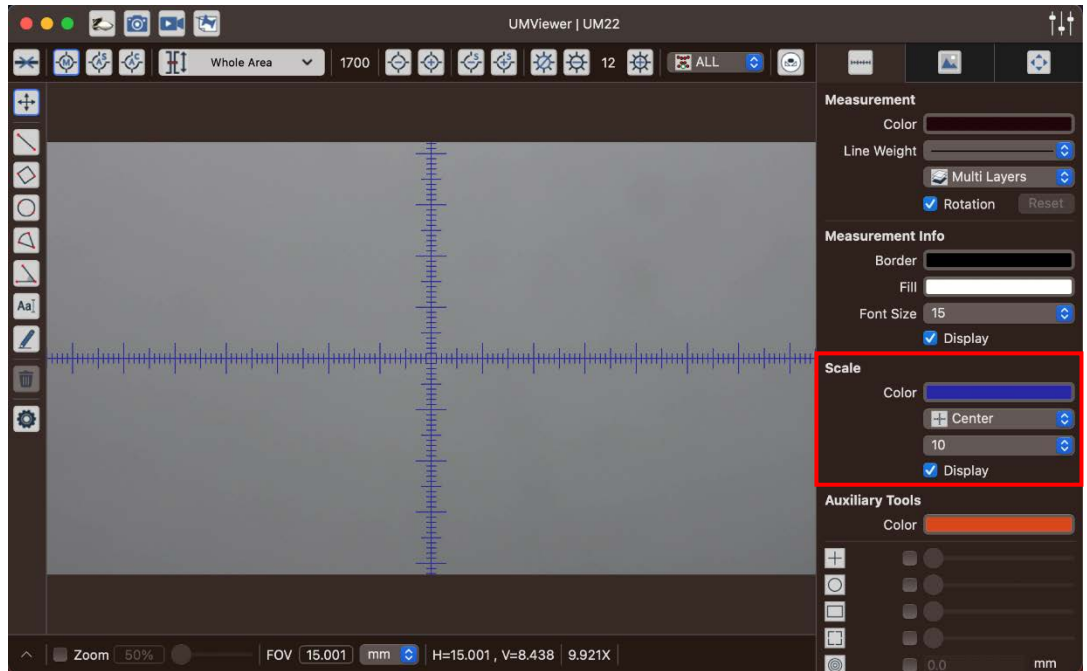 UMViewer | UM22
M
A S
A S
Whole Area
1700
S
S
12
ALL
Measurement
Color
Line Weight
Multi Layers
Rotation
Reset
Measurement Info
Border
Fill
Font Size 15
Display
Scale
Color
Center
10
Display
Auxiliary Tools
Color
0.0 mm
Aa
Zoom 50% FOV 15.001 mm H=15.001 , V=8.438 9.921X